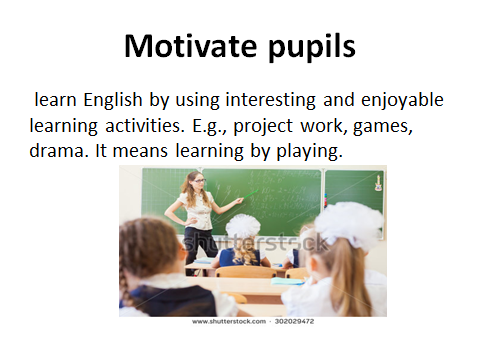 Motivate pupils
learn English by using interesting and enjoyable
learning activities. E.g., project work, games,
drama. It means learning by playing.
shutterstock
www.shutterstock.com · 302029472